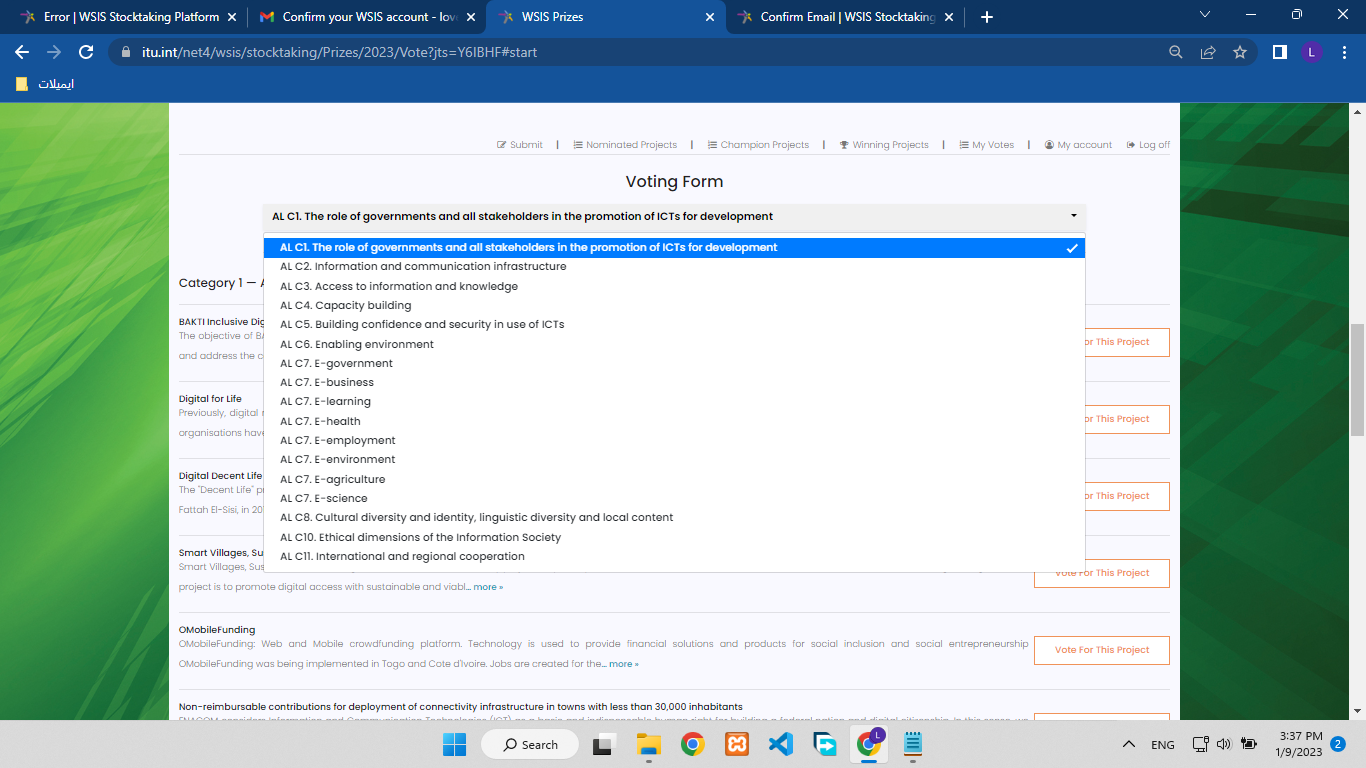 Error | WSIS Stocktaking Platform
Confirm your WSIS account - lov
WSIS Prizes
Confirm Email | WSIS Stocktaking
itu.int/net4/wsis/stocktaking/Prizes/2023/Vote?jts=Y6IBHF#start
L
ايميلات
Submit | Nominated Projects | Champion Projects | Winning Projects | My Votes | My account Log off
Voting Form
AL C1. The role of governments and all stakeholders in the promotion of ICTs for development
AL C1. The role of governments and all stakeholders in the promotion of ICTs for development
AL C2. Information and communication infrastructure
AL C3. Access to information and knowledge
AL C4. Capacity building
AL C5. Building confidence and security in use of ICTs
AL C6. Enabling environment
AL C7. E-government
AL C7. E-business
AL C7. E-learning
AL C7. E-health
AL C7. E-employment
AL C7. E-environment
AL C7. E-agriculture
AL C7. E-science
AL C8. Cultural diversity and identity, linguistic diversity and local content
AL C10. Ethical dimensions of the Information Society
AL C11. International and regional cooperation
Category 1 — A
BAKTI Inclusive Dig
The objective of BA
and address the c
or This Project
Digital for Life
Previously, digital
organisations have
or This Project
Digital Decent Life
The "Decent Life" p
Fattah El-Sisi, in 20
or This Project
Smart Villages, Su
Smart Villages, Sus
project is to promote digital access with sustainable and viabl... more »
Vote For This Project
OMobileFunding
OMobileFunding: Web and Mobile crowdfunding platform. Technology is used to provide financial solutions and products for social inclusion and social entrepreneurship
OMobileFunding was being implemented in Togo and Cote d'Ivoire. Jobs are created for the... more »
Vote For This Project
Non-reimbursable contributions for deployment of connectivity infrastructure in towns with less than 30,000 inhabitants
Search
L
ENG
3:37 PM
1/9/2023
2